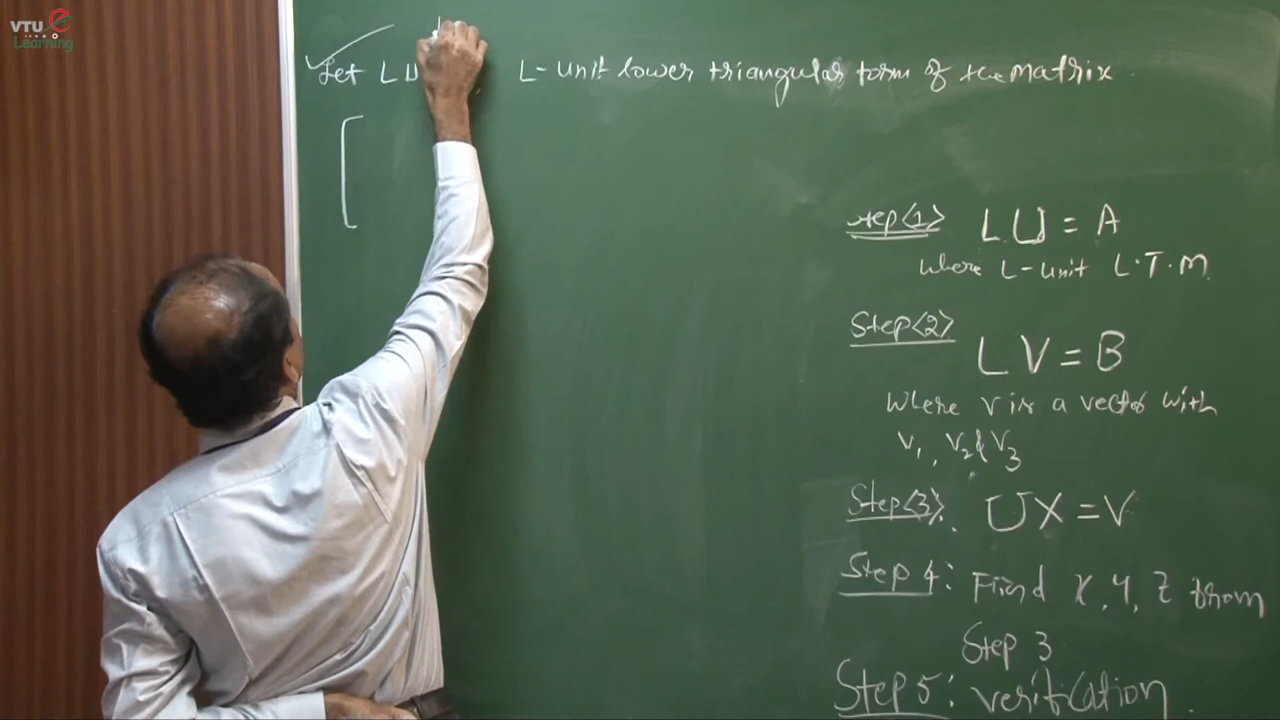 VTU e
Learning
Let LU L-unit lower triangular form of the matrix
Step<1> LU = A
Where L-unit L.T.M
Step<2>
LV = B
Where V is a vector with
V1, V2 & V3
Step<3>. UX = V
Step 4: Find X, Y, Z from
Step 3
Step 5: verification